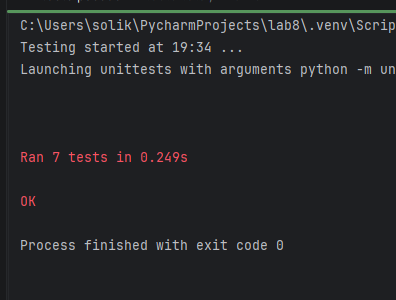 C:\Users\solik\PycharmProjects\lab8\.venv\Scrip
Testing started at 19:34 ...
Launching unittests with arguments python -m un
Ran 7 tests in 0.249s
OK
Process finished with exit code 0